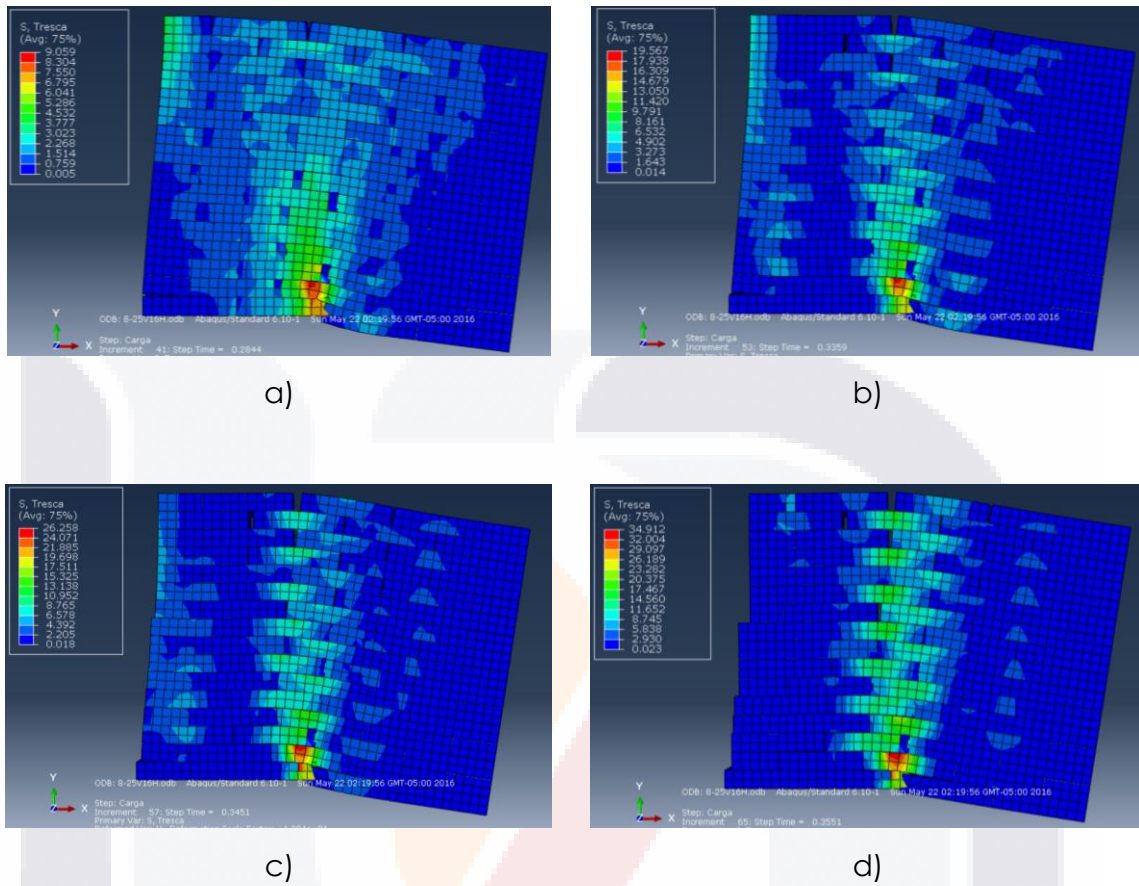 S, Tresca
(Avg: 75%)
9.059
8.304
7.550
6.795
6.041
5.286
4.532
3.777
3.023
2.268
1.514
0.759
0.005
ODB: 8-25V16H.odb Abaqus/Standard 6.10-1 Sun May 22 02:19:56 GMT-05:00 2016
Y
X
Step: Carga
Increment 41: Step Time = 0.2844
a)
S, Tresca
(Avg: 75%)
19.567
17.938
16.309
14.679
13.050
11.420
9.791
8.161
6.532
4.902
3.273
1.643
0.014
ODB: 8-25V16H.odb Abaqus/Standard 6.10-1 Sun May 22 02:19:56 GMT-05:00 2016
Y
X
Step: Carga
Increment 53: Step Time = 0.3359
b)
S, Tresca
(Avg: 75%)
26.258
24.071
21.885
19.698
17.511
15.325
13.138
10.952
8.765
6.578
4.392
2.205
0.018
ODB: 8-25V16H.odb Abaqus/Standard 6.10-1 Sun May 22 02:19:56 GMT-05:00 2016
Y
X
Step: Carga
Increment 57: Step Time = 0.3451
Primary Var: S, Tresca
c)
S, Tresca
(Avg: 75%)
34.912
32.004
29.097
26.189
23.282
20.375
17.467
14.560
11.652
8.745
5.838
2.930
0.023
ODB: 8-25V16H.odb Abaqus/Standard 6.10-1 Sun May 22 02:19:56 GMT-05:00 2016
Y
X
Step: Carga
Increment 65: Step Time = 0.3551
d)